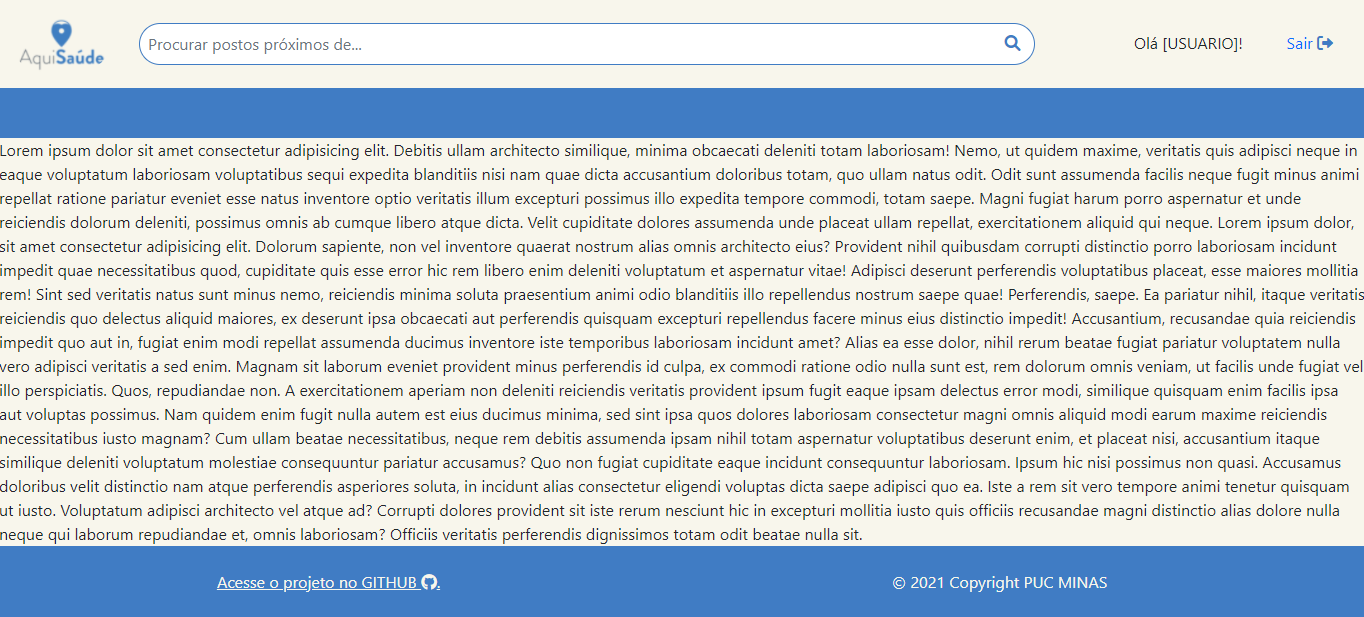 AquiSaúde
Procurar postos próximos de...
Olá [USUARIO]!
Sair
Lorem ipsum dolor sit amet consectetur adipisicing elit. Debitis ullam architecto similique, minima obcaecati deleniti totam laboriosam! Nemo, ut quidem maxime, veritatis quis adipisci neque in
eaque voluptatum laboriosam voluptatibus sequi expedita blanditiis nisi nam quae dicta accusantium doloribus totam, quo ullam natus odit. Odit sunt assumenda facilis neque fugit minus animi
repellat ratione pariatur eveniet esse natus inventore optio veritatis illum excepturi possimus illo expedita tempore commodi, totam saepe. Magni fugiat harum porro aspernatur et unde
reiciendis dolorum deleniti, possimus omnis ab cumque libero atque dicta. Velit cupiditate dolores assumenda unde placeat ullam repellat, exercitationem aliquid qui neque. Lorem ipsum dolor,
sit amet consectetur adipisicing elit. Dolorum sapiente, non vel inventore quaerat nostrum alias omnis architecto eius? Provident nihil quibusdam corrupti distinctio porro laboriosam incidunt
impedit quae necessitatibus quod, cupiditate quis esse error hic rem libero enim deleniti voluptatum et aspernatur vitae! Adipisci deserunt perferendis voluptatibus placeat, esse maiores mollitia
rem! Sint sed veritatis natus sunt minus nemo, reiciendis minima soluta praesentium animi odio blanditiis illo repellendus nostrum saepe quae! Perferendis, saepe. Ea pariatur nihil, itaque veritatis
reiciendis quo delectus aliquid maiores, ex deserunt ipsa obcaecati aut perferendis quisquam excepturi repellendus facere minus eius distinctio impedit! Accusantium, recusandae quia reiciendis
impedit quo aut in, fugiat enim modi repellat assumenda ducimus inventore iste temporibus laboriosam incidunt amet? Alias ea esse dolor, nihil rerum beatae fugiat pariatur voluptatem nulla
vero adipisci veritatis a sed enim. Magnam sit laborum eveniet provident minus perferendis id culpa, ex commodi ratione odio nulla sunt est, rem dolorum omnis veniam, ut facilis unde fugiat vel
illo perspiciatis. Quos, repudiandae non. A exercitationem aperiam non deleniti reiciendis veritatis provident ipsum fugit eaque ipsam delectus error modi, similique quisquam enim facilis ipsa
aut voluptas possimus. Nam quidem enim fugit nulla autem est eius ducimus minima, sed sint ipsa quos dolores laboriosam consectetur magni omnis aliquid modi earum maxime reiciendis
necessitatibus iusto magnam? Cum ullam beatae necessitatibus, neque rem debitis assumenda ipsam nihil totam aspernatur voluptatibus deserunt enim, et placeat nisi, accusantium itaque
similique deleniti voluptatum molestiae consequuntur pariatur accusamus? Quo non fugiat cupiditate eaque incidunt consequuntur laboriosam. Ipsum hic nisi possimus non quasi. Accusamus
doloribus velit distinctio nam atque perferendis asperiores soluta, in incidunt alias consectetur eligendi voluptas dicta saepe adipisci quo ea. Iste a rem sit vero tempore animi tenetur quisquam
ut iusto. Voluptatum adipisci architecto vel atque ad? Corrupti dolores provident sit iste rerum nesciunt hic in excepturi mollitia iusto quis officiis recusandae magni distinctio alias dolore nulla
neque qui laborum repudiandae et, omnis laboriosam? Officiis veritatis perferendis dignissimos totam odit beatae nulla sit.
Acesse o projeto no GITHUB .
© 2021 Copyright PUC MINAS